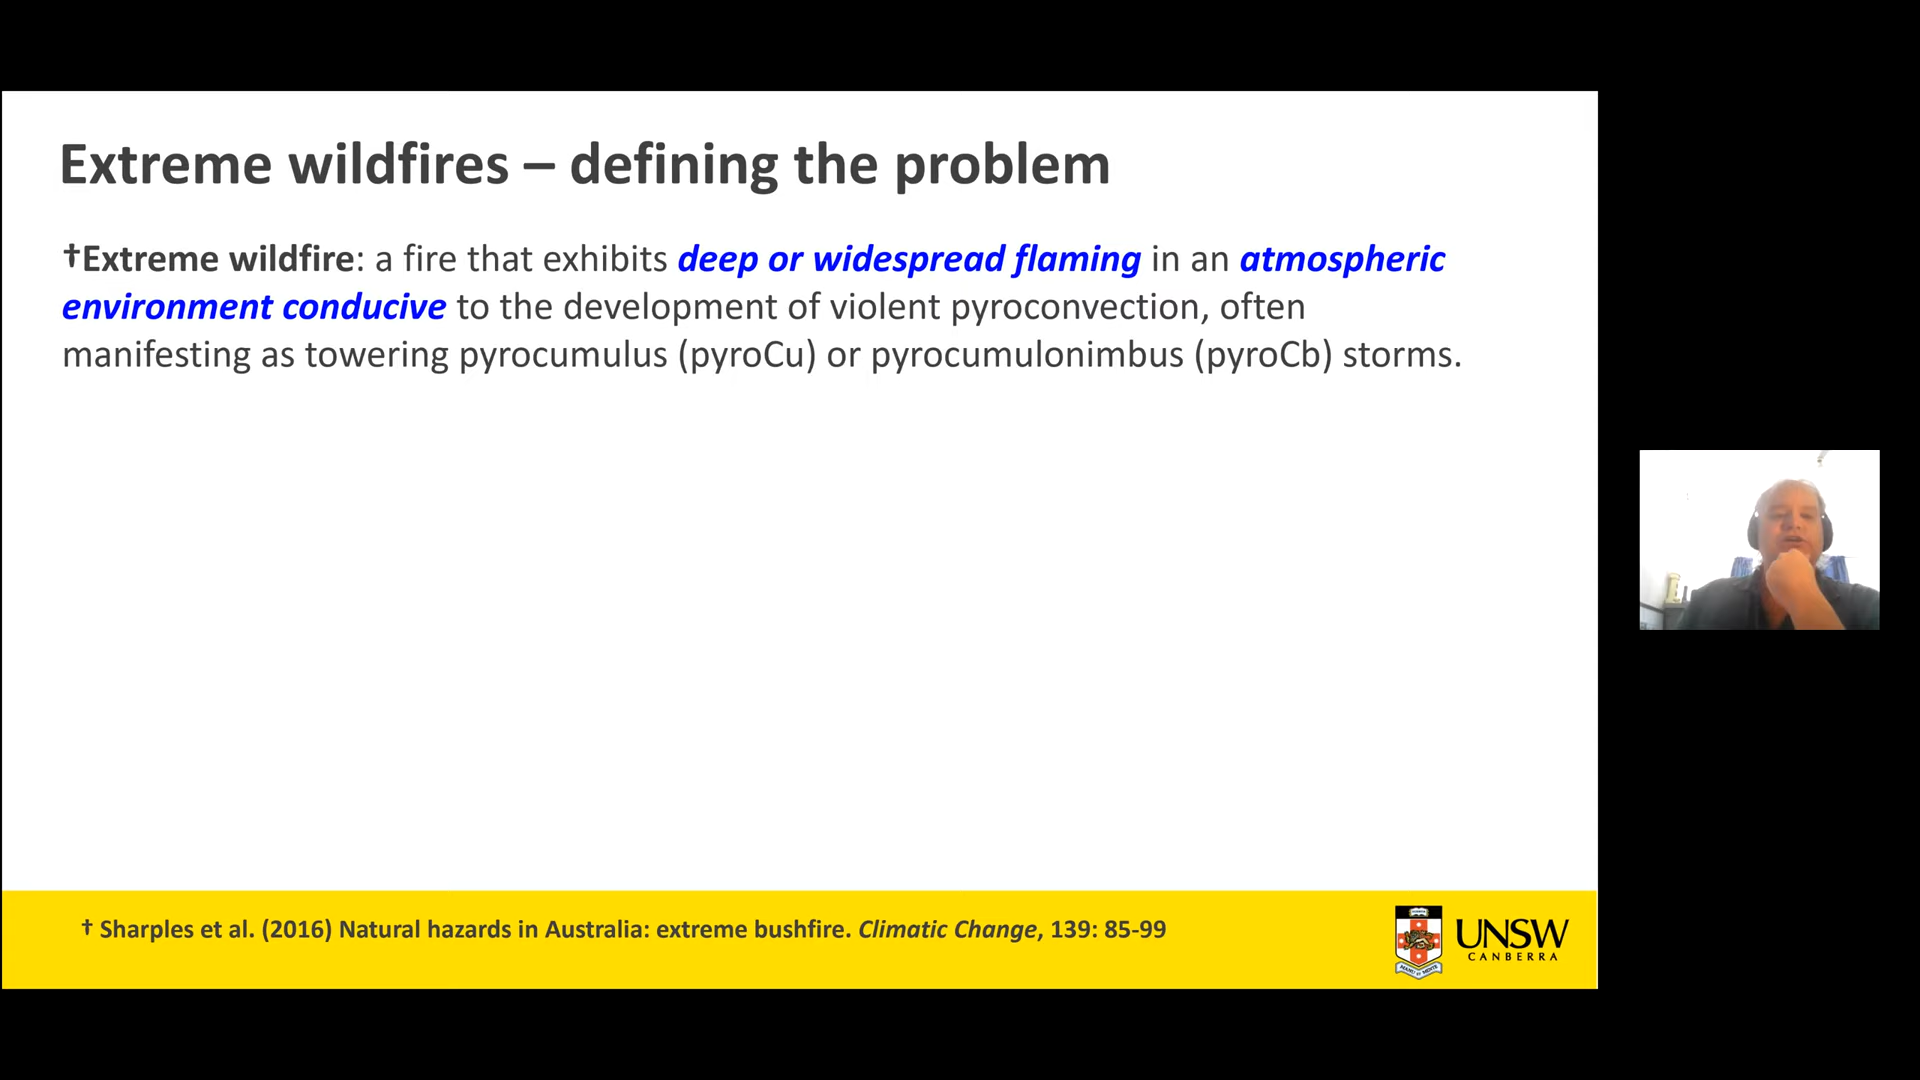 Extreme wildfires – defining the problem
†Extreme wildfire: a fire that exhibits deep or widespread flaming in an atmospheric
environment conducive to the development of violent pyroconvection, often
manifesting as towering pyrocumulus (pyroCu) or pyrocumulonimbus (pyroCb) storms.
† Sharples et al. (2016) Natural hazards in Australia: extreme bushfire. Climatic Change, 139: 85-99
UNSW
CANBERRA